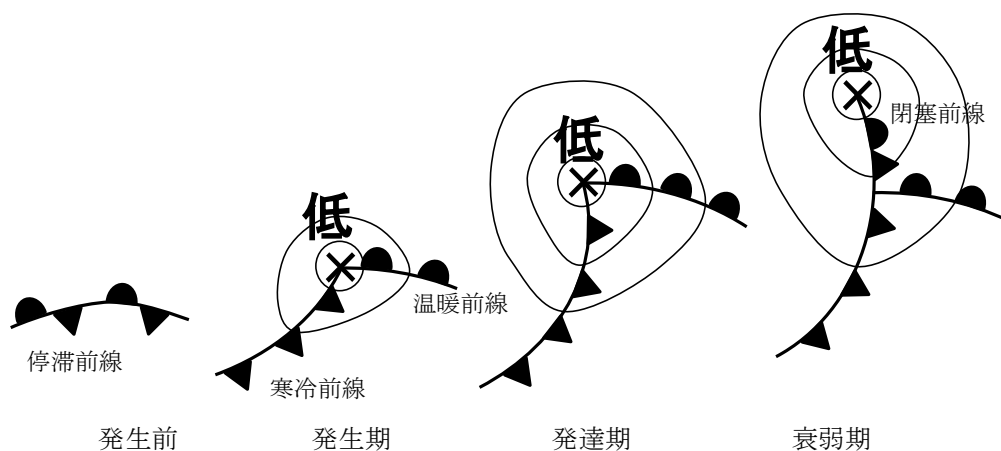 低
低
低
閉塞前線
温暖前線
停滞前線
寒冷前線
発生前
発生期
発達期
衰弱期